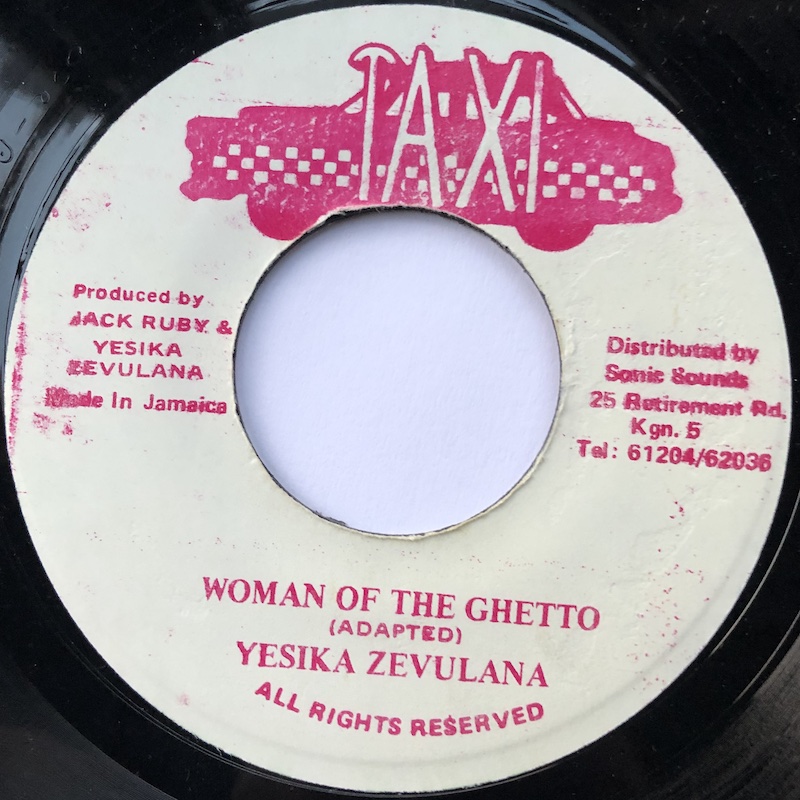 TAXI
Produced by
JACK RUBY &
YESIKA
ZEVULANA
Made In Jamaica
Distributed by
Sonic Sounds
25 Retirement Rd.
Kgn. 5
Tel: 61204/62036
WOMAN OF THE GHETTO
(ADAPTED)
YESIKA ZEVULANA
ALL RIGHTS RESERVED